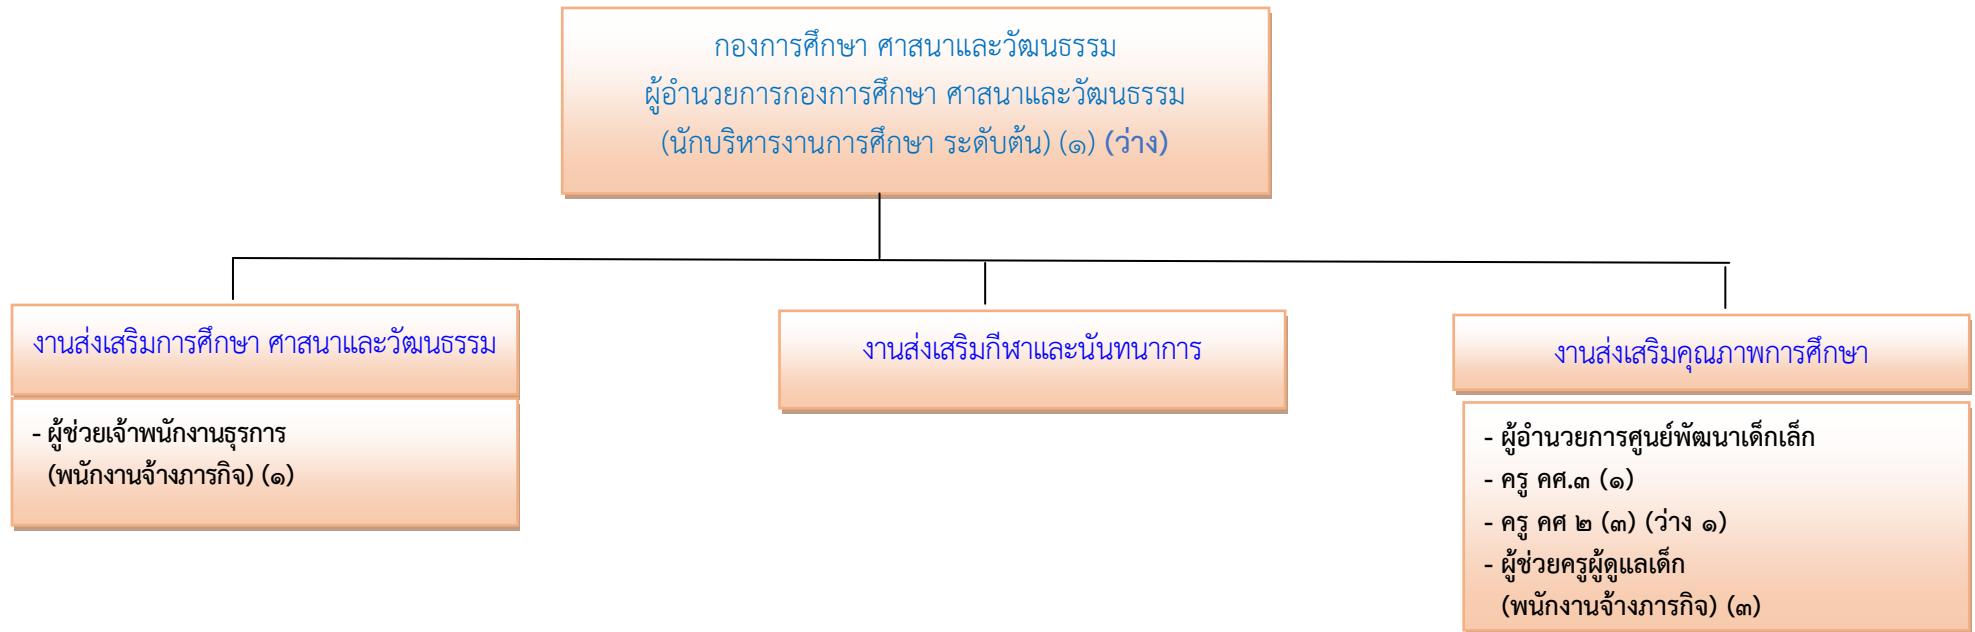 กองการศึกษา ศาสนาและวัฒนธรรม
ผู้อำนวยการกองการศึกษา ศาสนาและวัฒนธรรม
(นักบริหารงานการศึกษา ระดับต้น) (๑) (ว่าง)
งานส่งเสริมการศึกษา ศาสนาและวัฒนธรรม
- ผู้ช่วยเจ้าพนักงานธุรการ
(พนักงานจ้างภารกิจ) (๑)
งานส่งเสริมกีฬาและนันทนาการ
งานส่งเสริมคุณภาพการศึกษา
- ผู้อำนวยการศูนย์พัฒนาเด็กเล็ก
- ครู คศ.๓ (๑)
- ครู คศ ๒ (๓) (ว่าง ๑)
- ผู้ช่วยครูผู้ดูแลเด็ก
(พนักงานจ้างภารกิจ) (๓)